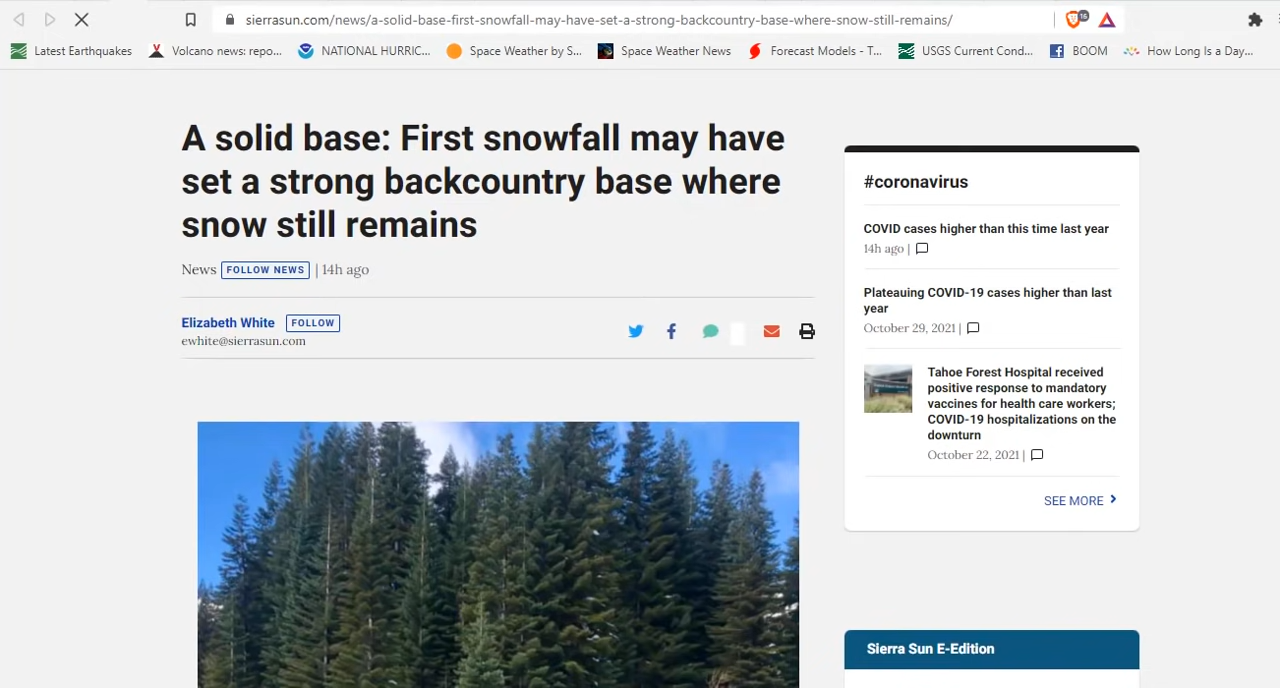 sierrasun.com/news/a-solid-base-first-snowfall-may-have-set-a-strong-backcountry-base-where-snow-still-remains/
16
Latest Earthquakes
Volcano news: repo...
NATIONAL HURRIC...
Space Weather by S...
Space Weather News
Forecast Models - T...
USGS Current Cond...
BOOM
How Long Is a Day...
A solid base: First snowfall may have
set a strong backcountry base where
snow still remains
News FOLLOW NEWS | 14h ago
Elizabeth White FOLLOW
ewhite@sierrasun.com
#coronavirus
COVID cases higher than this time last year
14h ago |
Plateauing COVID-19 cases higher than last
year
October 29, 2021 |
Tahoe Forest Hospital received
positive response to mandatory
vaccines for health care workers;
COVID-19 hospitalizations on the
downturn
October 22, 2021 |
SEE MORE
Sierra Sun E-Edition